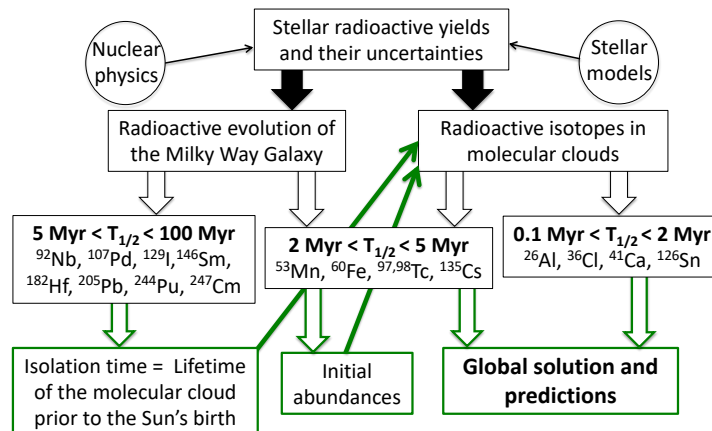 Stellar radioactive yields
and their uncertainties
Nuclear
physics
Stellar
models
Radioactive evolution of
the Milky Way Galaxy
Radioactive isotopes in
molecular clouds
5 Myr < T₁/₂ < 100 Myr
⁹²Nb, ¹⁰⁷Pd, ¹²⁹I,¹⁴⁶Sm,
¹⁸²Hf, ²⁰⁵Pb, ²⁴⁴Pu, ²⁴⁷Cm
2 Myr < T₁/₂ < 5 Myr
⁵³Mn, ⁶⁰Fe, ⁹⁷,⁹⁸Tc, ¹³⁵Cs
0.1 Myr < T₁/₂ < 2 Myr
²⁶Al, ³⁶Cl, ⁴¹Ca, ¹²⁶Sn
Isolation time = Lifetime
of the molecular cloud
prior to the Sun's birth
Initial
abundances
Global solution and
predictions